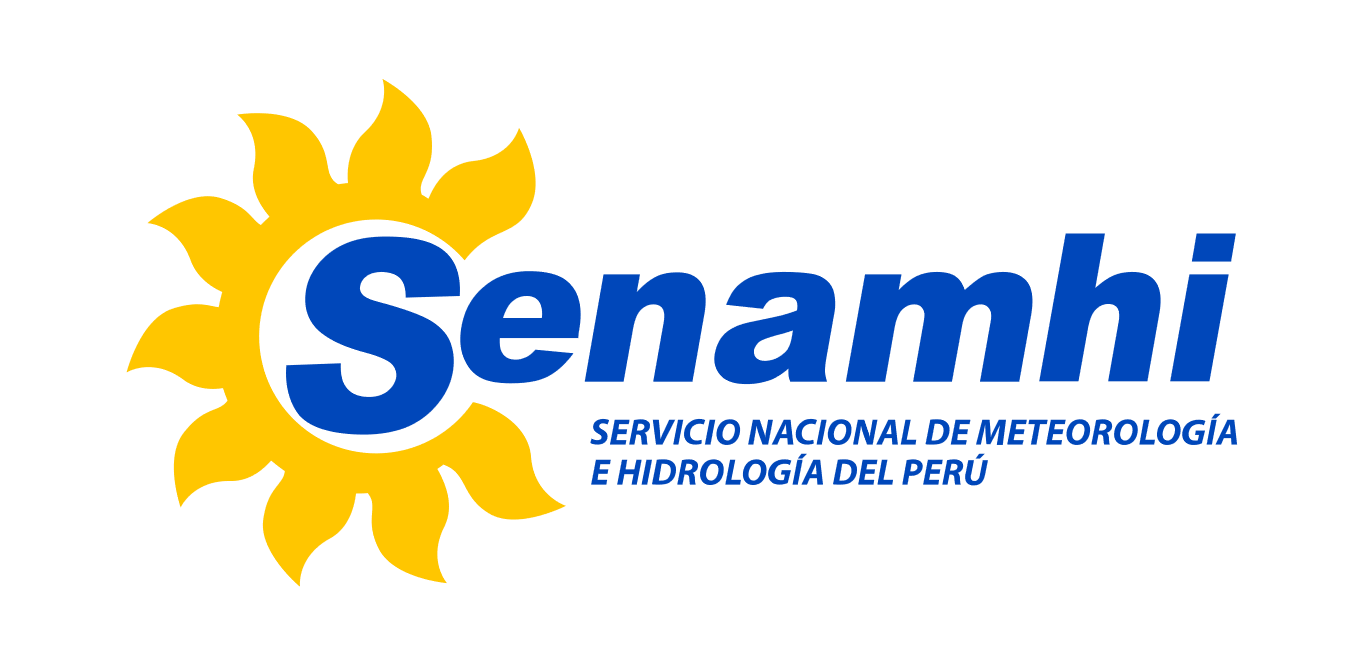 Senamhi
SERVICIO NACIONAL DE METEOROLOGÍA
E HIDROLOGÍA DEL PERÚ